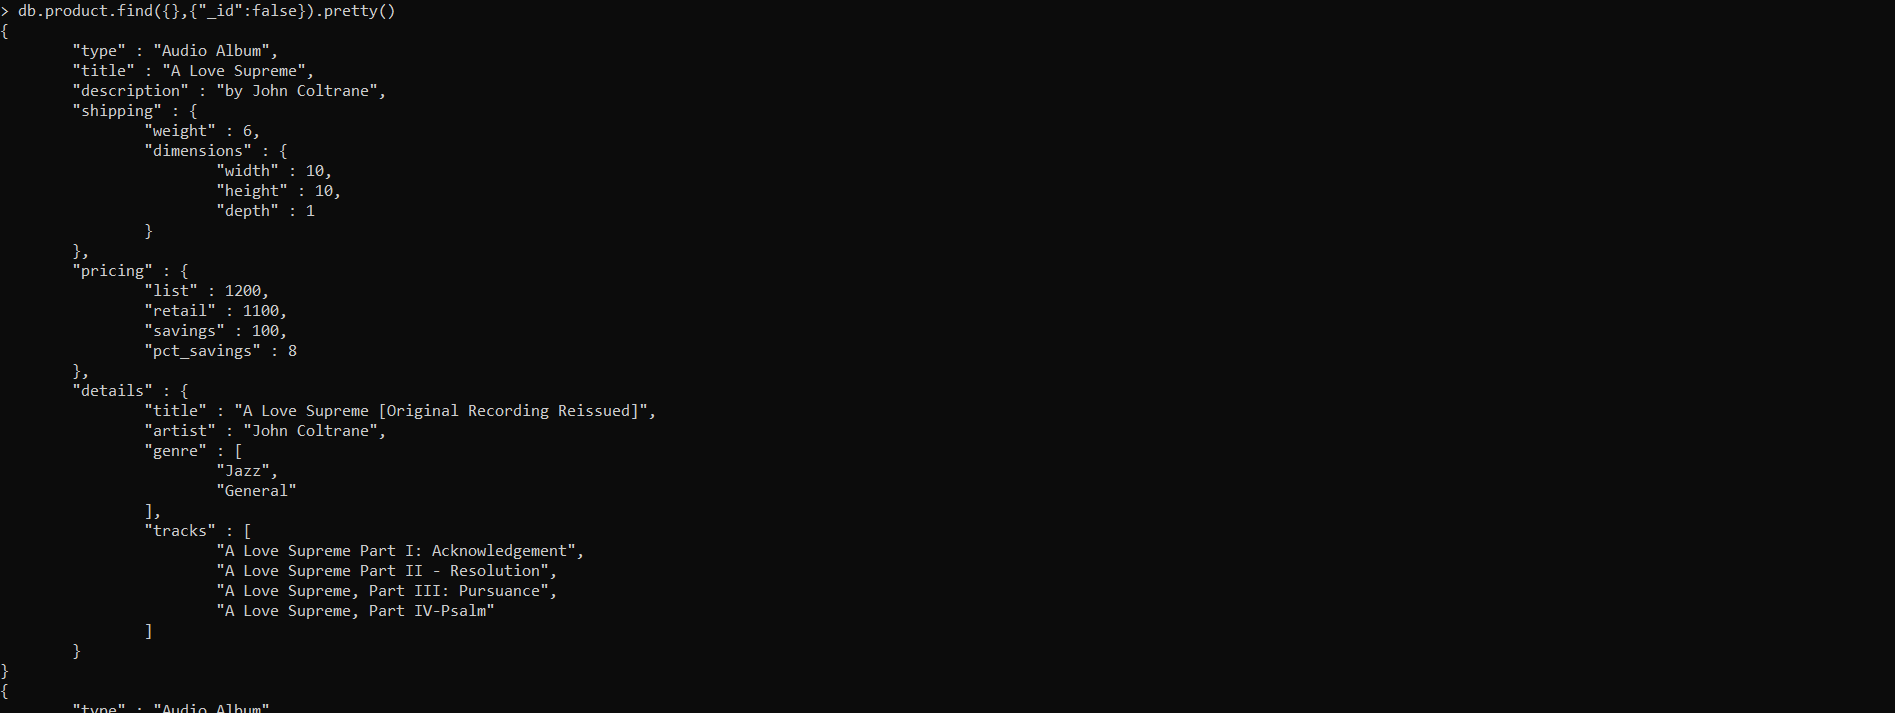 > db.product.find({},{"_id":false}).pretty()
{
"type" : "Audio Album",
"title" : "A Love Supreme",
"description" : "by John Coltrane",
"shipping" : {
"weight" : 6,
"dimensions" : {
"width" : 10,
"height" : 10,
"depth" : 1
}
},
"pricing" : {
"list" : 1200,
"retail" : 1100,
"savings" : 100,
"pct_savings" : 8
},
"details" : {
"title" : "A Love Supreme [Original Recording Reissued]",
"artist" : "John Coltrane",
"genre" : [
"Jazz",
"General"
],
"tracks" : [
"A Love Supreme Part I: Acknowledgement",
"A Love Supreme Part II - Resolution",
"A Love Supreme, Part III: Pursuance",
"A Love Supreme, Part IV-Psalm"
]
}
}
{
"type" : "Audio Album"